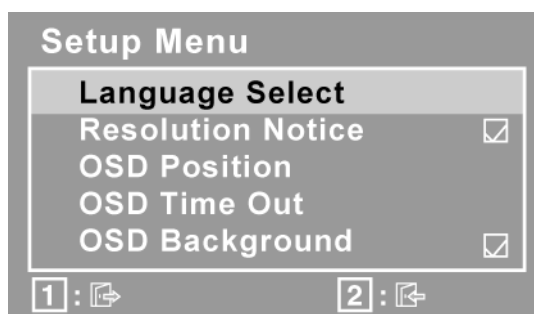 Setup Menu
Language Select
Resolution Notice
OSD Position
OSD Time Out
OSD Background
1: 2: